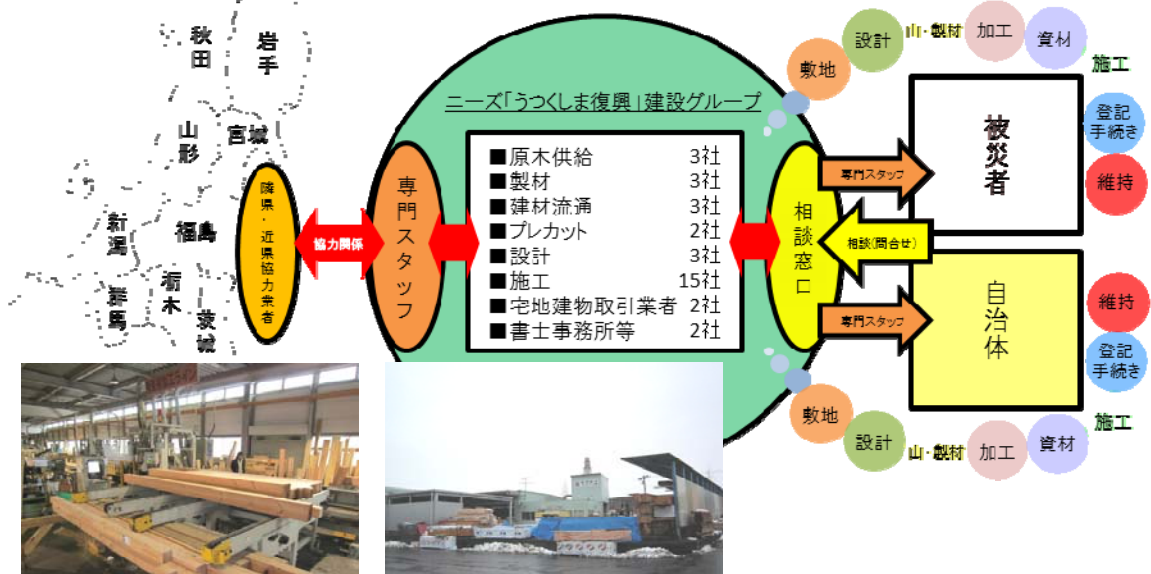 秋田
岩手
山形
宮城
新潟
福島
群馬
栃木
茨城
隣県・近県協力業者
協力関係
専門スタッフ
ニーズ「うつくしま復興」建設グループ
■原木供給 3社
■製材 3社
■建材流通 3社
■プレカット 2社
■設計 3社
■施工 15社
■宅地建物取引業者 2社
■書士事務所等 2社
相談窓口
専門スタッフ
相談(問合せ)
専門スタッフ
敷地
設計
山・製材
加工
資材
施工
登記
手続き
維持
被災者
自治体
維持
登記
手続き
施工
資材
加工
山・製材
設計
敷地